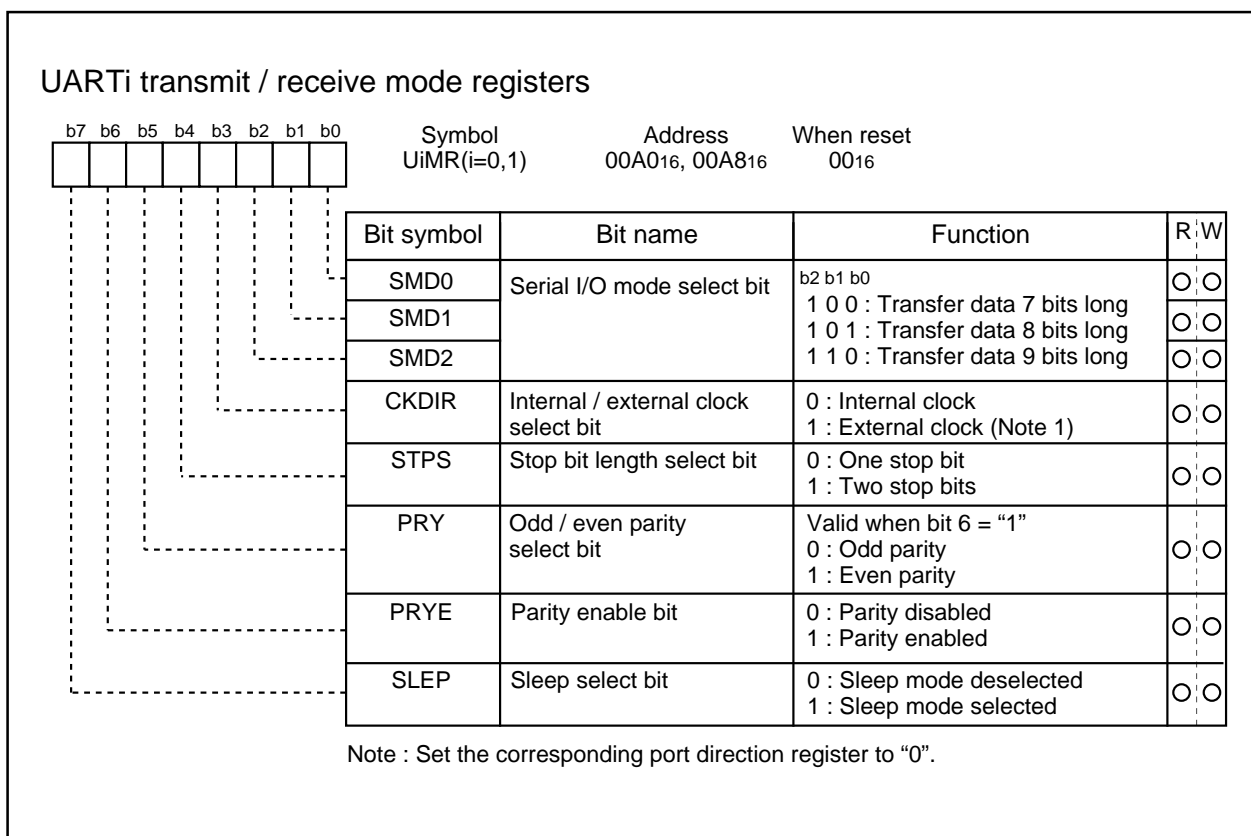 UARTi transmit / receive mode registers
b7 b6 b5 b4 b3 b2 b1 b0
Symbol Address When reset
UiMR(i=0,1) 00A016, 00A816 0016
Bit symbol Bit name Function R W
SMD0 Serial I/O mode select bit b2 b1 b0
1 0 0 : Transfer data 7 bits long
SMD1 1 0 1 : Transfer data 8 bits long
SMD2 1 1 0 : Transfer data 9 bits long
CKDIR Internal / external clock 0 : Internal clock
select bit 1 : External clock (Note 1)
STPS Stop bit length select bit 0 : One stop bit
1 : Two stop bits
PRY Odd / even parity Valid when bit 6 = “1”
select bit 0 : Odd parity
1 : Even parity
PRYE Parity enable bit 0 : Parity disabled
1 : Parity enabled
SLEP Sleep select bit 0 : Sleep mode deselected
1 : Sleep mode selected
Note : Set the corresponding port direction register to “0”.